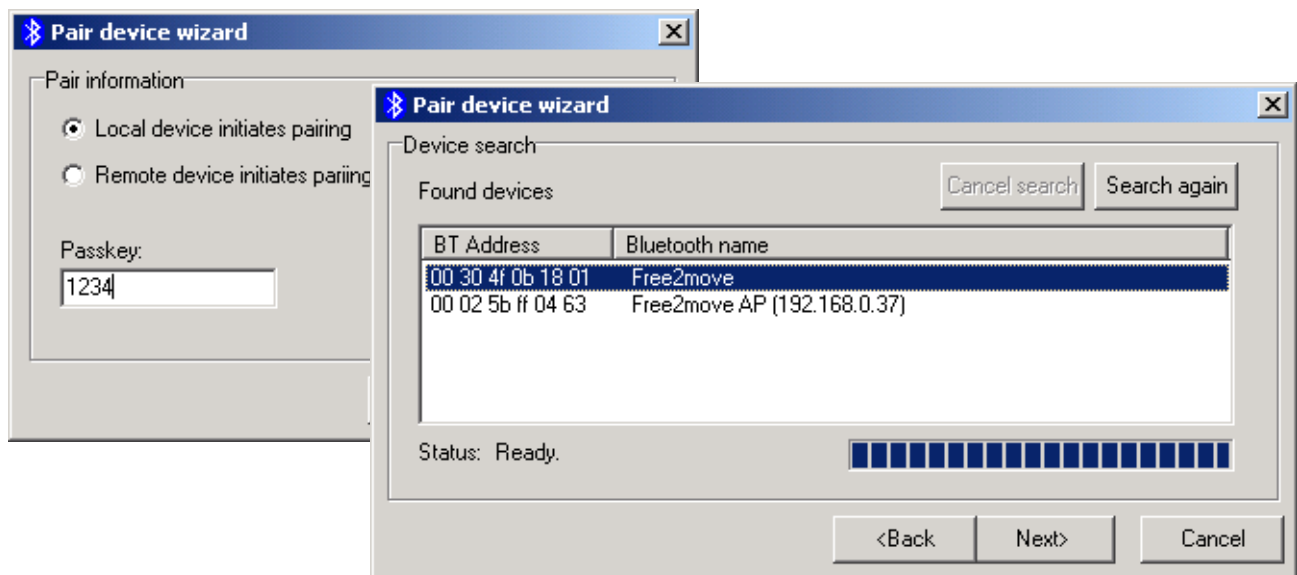 Pair device wizard
Pair information
Local device initiates pairing
Remote device initiates pariing
Passkey:
1234
Pair device wizard
Device search
Found devices
Cancel search
Search again
BT Address Bluetooth name
00 30 4f 0b 18 01 Free2move
00 02 5b ff 04 63 Free2move AP (192.168.0.37)
Status: Ready.
<Back
Next>
Cancel